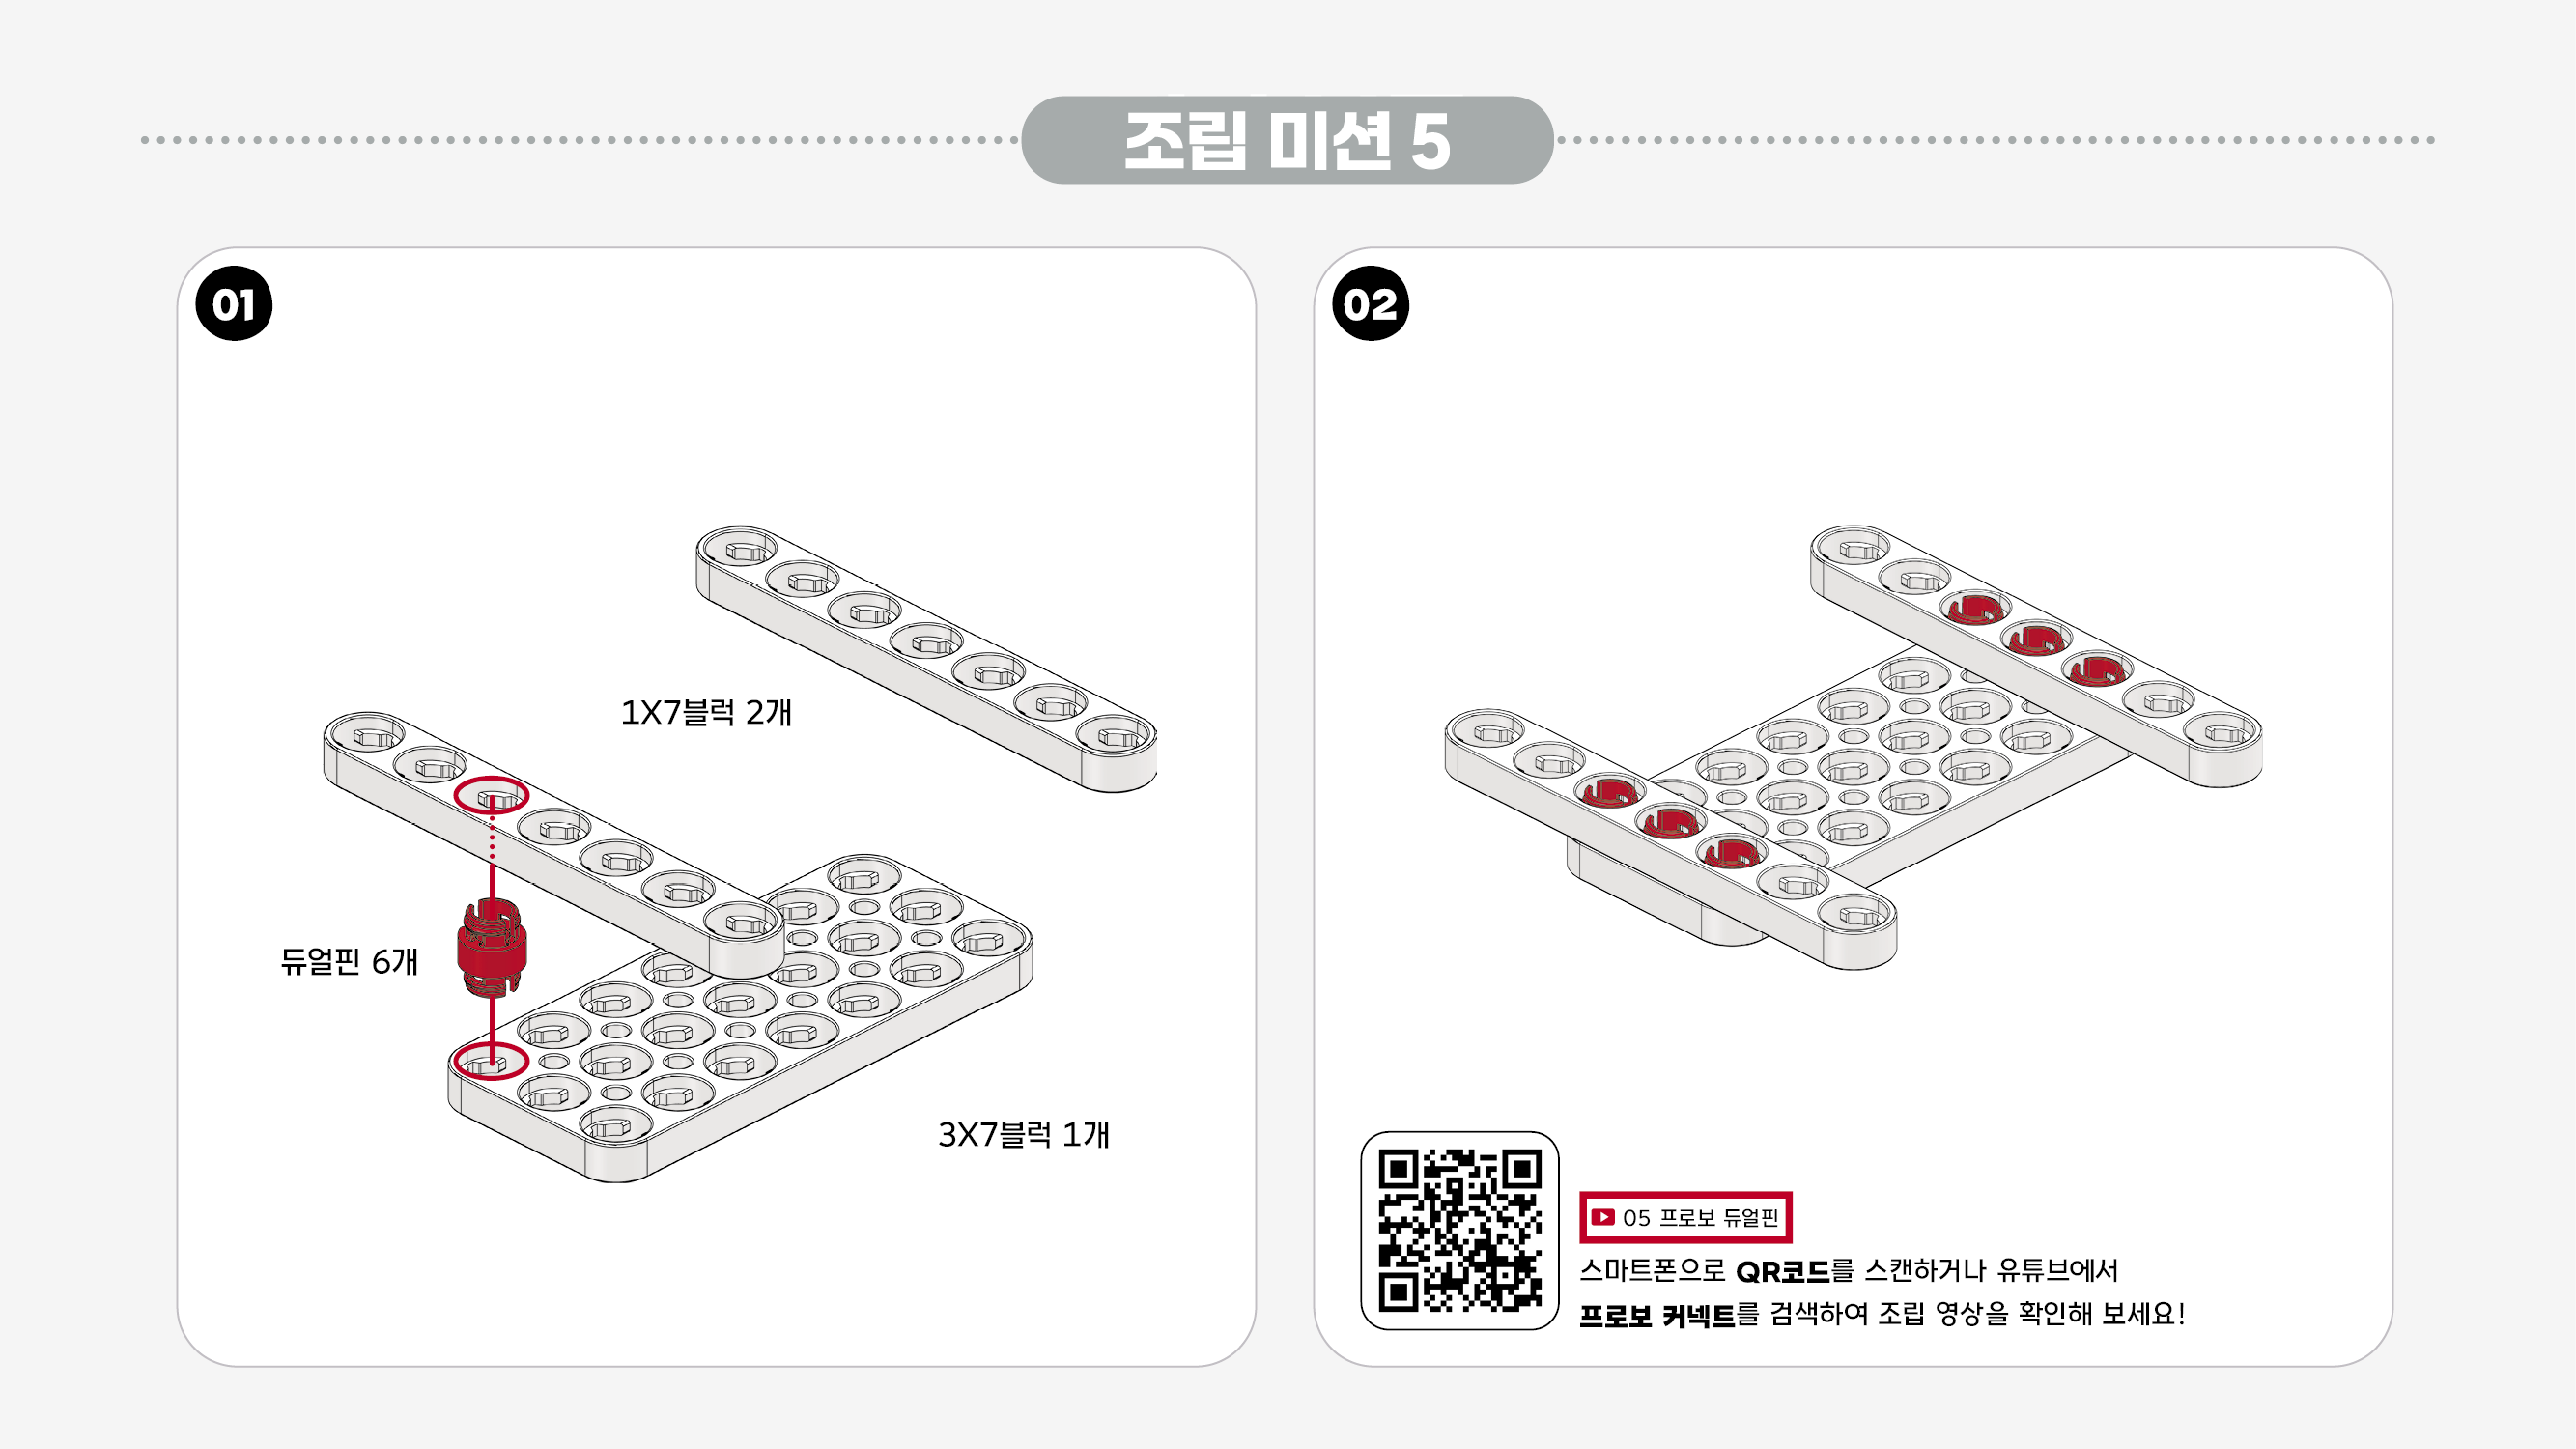 조립 미션 5
01
1X7블럭 2개
듀얼핀 6개
3X7블럭 1개
02
05 프로보 듀얼핀
스마트폰으로 QR코드를 스캔하거나 유튜브에서
프로보 커넥트를 검색하여 조립 영상을 확인해 보세요!